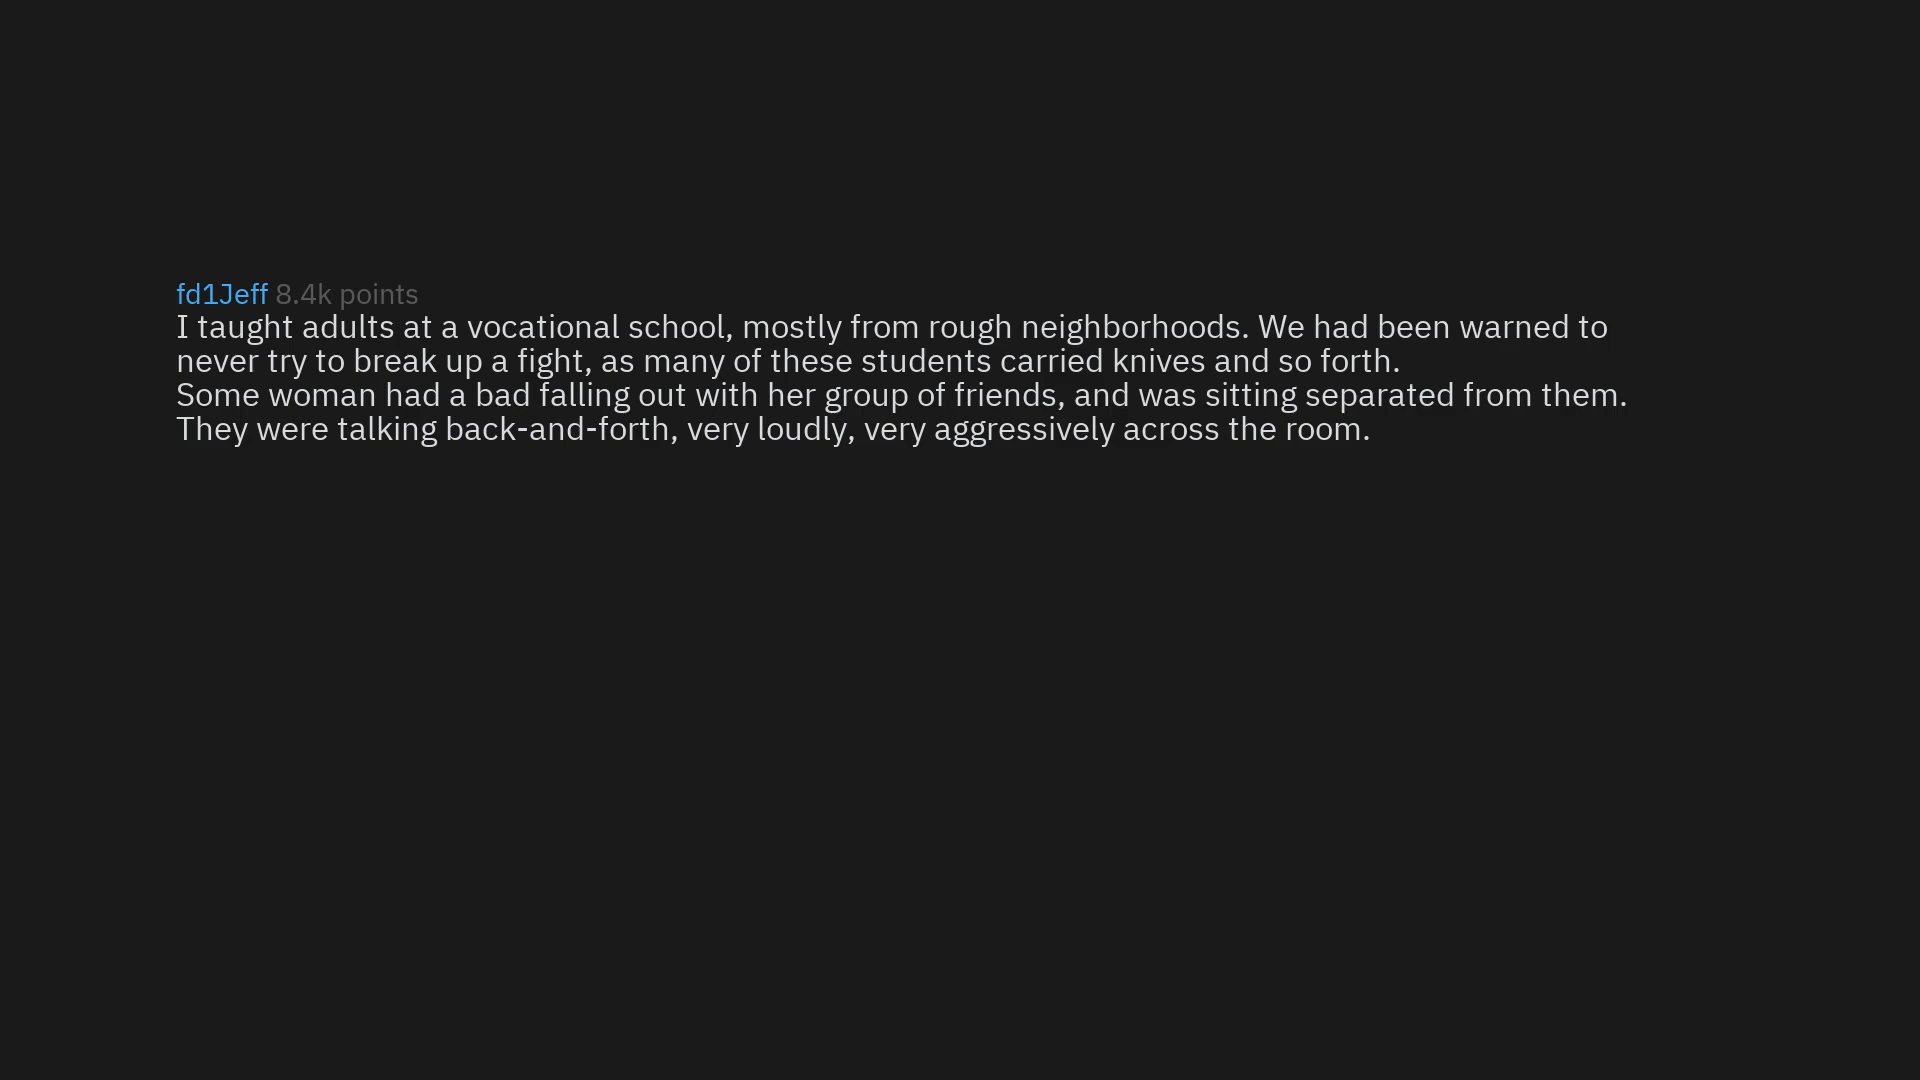 fd1Jeff 8.4k points
I taught adults at a vocational school, mostly from rough neighborhoods. We had been warned to
never try to break up a fight, as many of these students carried knives and so forth.
Some woman had a bad falling out with her group of friends, and was sitting separated from them.
They were talking back-and-forth, very loudly, very aggressively across the room.